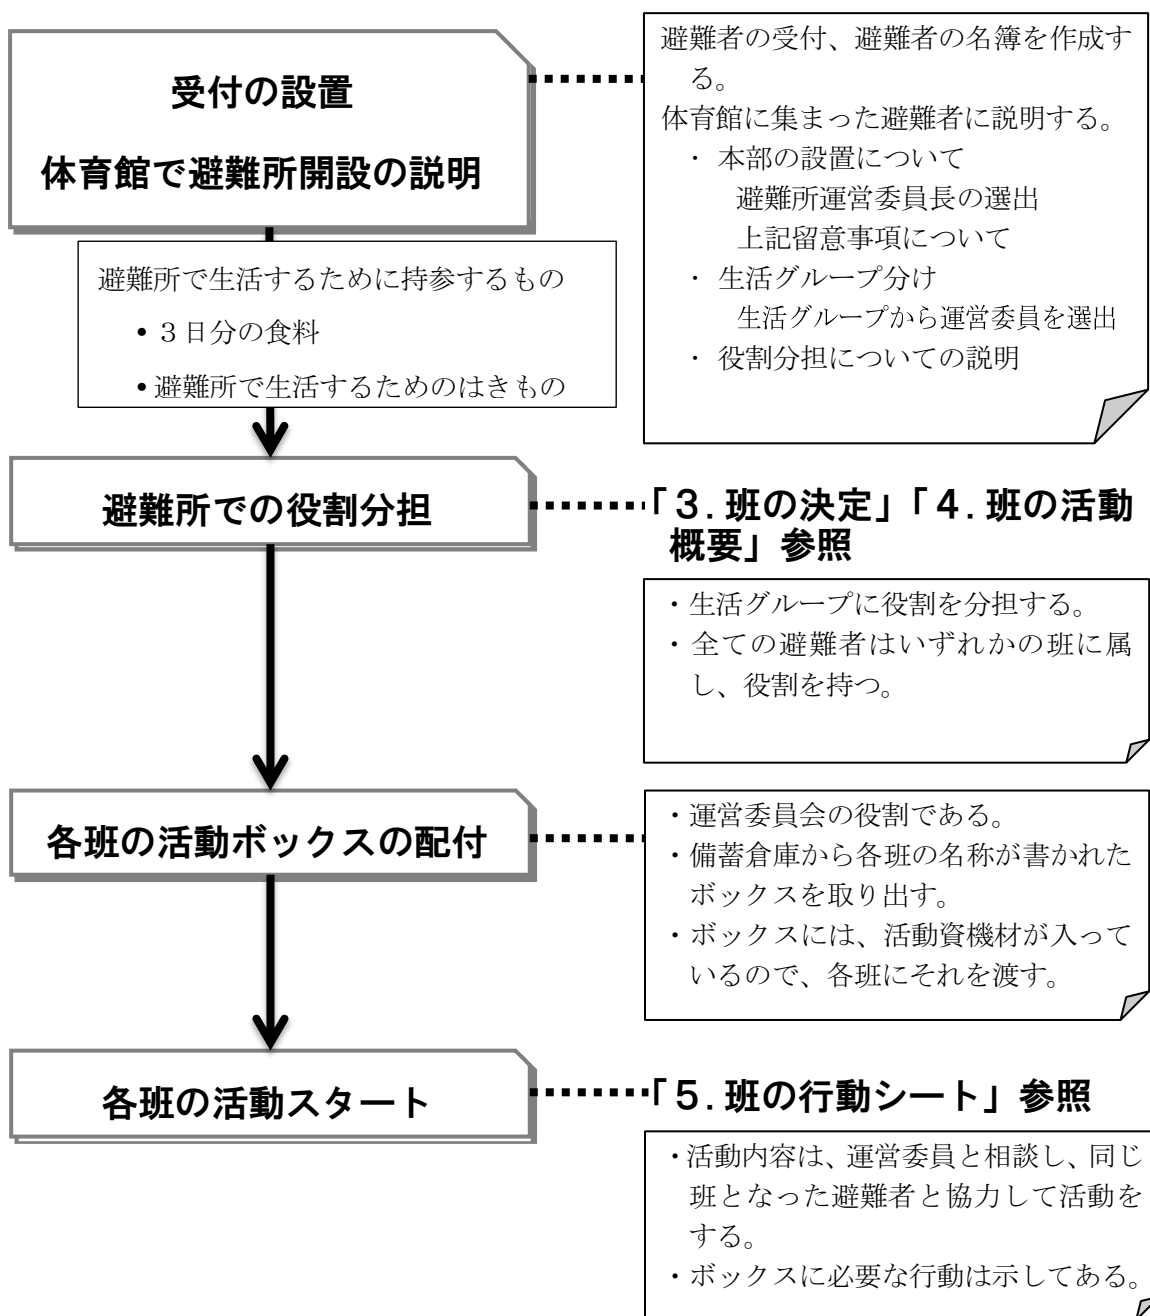 受付の設置
体育館で避難所開設の説明
避難者の受付、避難者の名簿を作成す
る。
体育館に集まった避難者に説明する。
・ 本部の設置について
避難所運営委員長の選出
上記留意事項について
・ 生活グループ分け
生活グループから運営委員を選出
・ 役割分担についての説明
避難所で生活するために持参するもの
•３日分の食料
•避難所で生活するためのはきもの
避難所での役割分担
「３.班の決定」「４.班の活動
概要」参照
・生活グループに役割を分担する。
・全ての避難者はいずれかの班に属
し、役割を持つ。
各班の活動ボックスの配付
・運営委員会の役割である。
・備蓄倉庫から各班の名称が書かれた
ボックスを取り出す。
・ボックスには、活動資機材が入って
いるので、各班にそれを渡す。
各班の活動スタート
「５.班の行動シート」参照
・活動内容は、運営委員と相談し、同じ
班となった避難者と協力して活動を
する。
・ボックスに必要な行動は示してある。